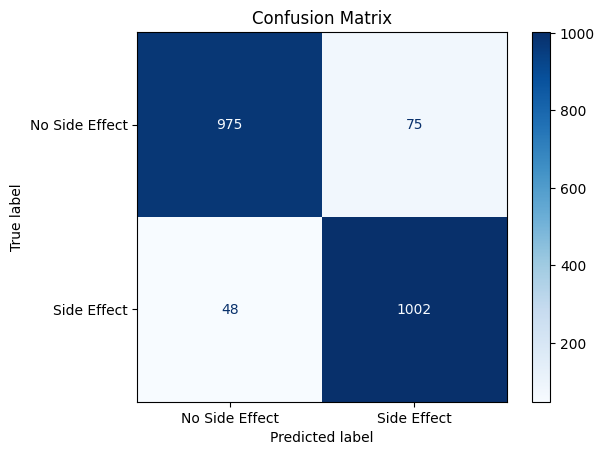 Confusion Matrix
No Side Effect
975
75
Side Effect
48
1002
True label
No Side Effect
Side Effect
Predicted label
1000
800
600
400
200